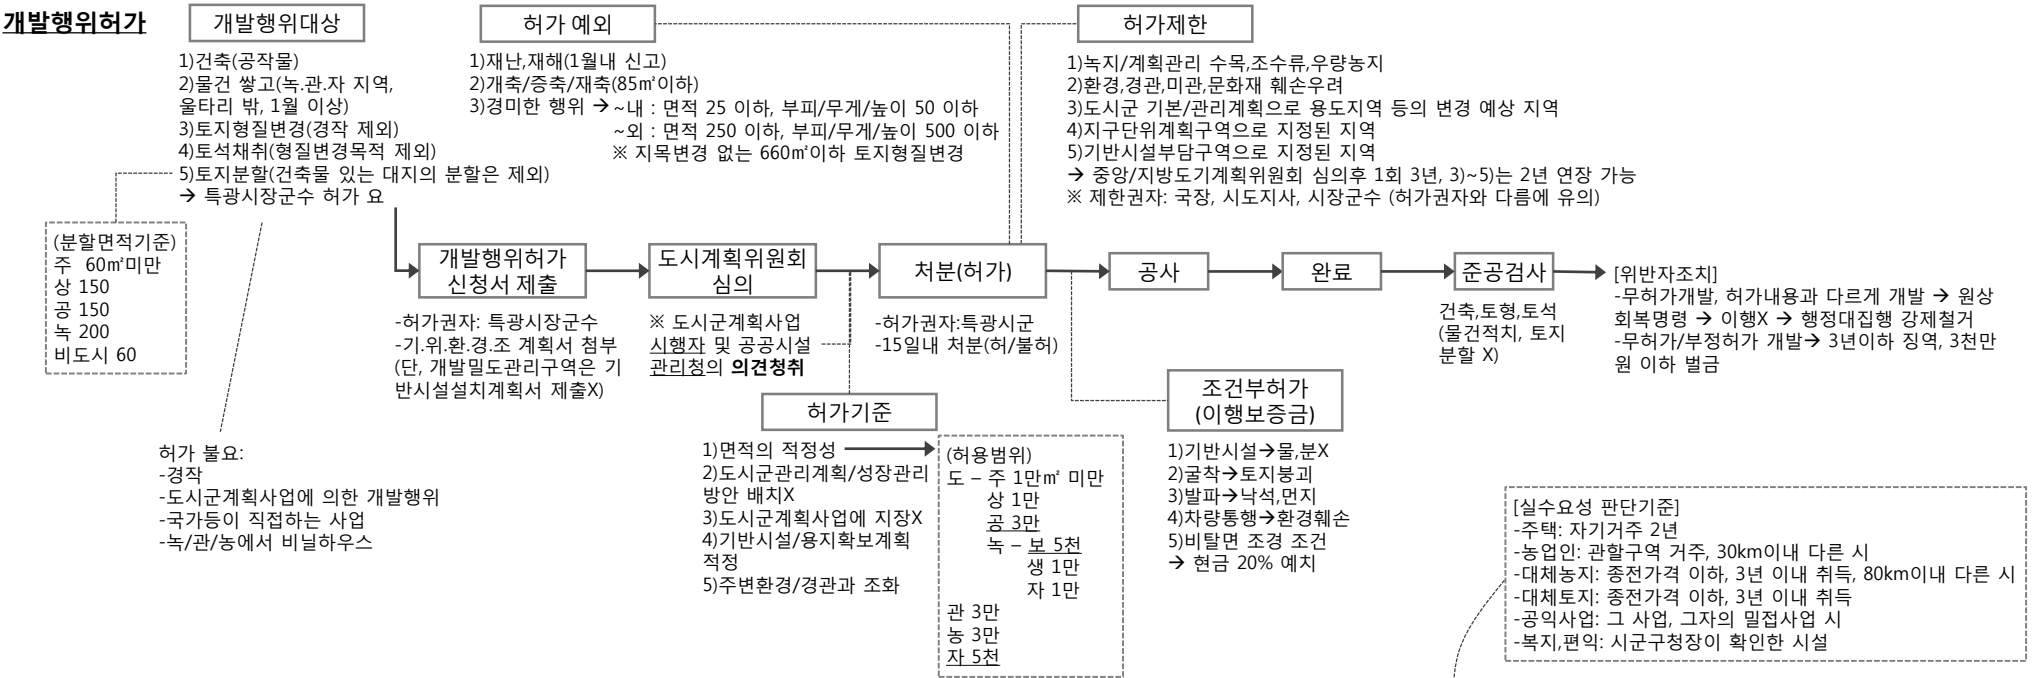 개발행위허가
개발행위대상
1)건축(공작물)
2)물건 쌓고(녹.관.자 지역,
울타리 밖, 1월 이상)
3)토지형질변경(경작 제외)
4)토석채취(형질변경목적 제외)
5)토지분할(건축물 있는 대지의 분할은 제외)
→ 특광시장군수 허가 요
(분할면적기준)
주 60㎡미만
상 150
공 150
녹 200
비도시 60
허가 불요:
-경작
-도시군계획사업에 의한 개발행위
-국가등이 직접하는 사업
-녹/관/농에서 비닐하우스
허가 예외
1)재난,재해(1월내 신고)
2)개축/증축/재축(85㎡이하)
3)경미한 행위 → ~내 : 면적 25 이하, 부피/무게/높이 50 이하
~외 : 면적 250 이하, 부피/무게/높이 500 이하
※ 지목변경 없는 660㎡이하 토지형질변경
허가제한
1)녹지/계획관리 수목,조수류,우량농지
2)환경,경관,미관,문화재 훼손우려
3)도시군 기본/관리계획으로 용도지역 등의 변경 예상 지역
4)지구단위계획구역으로 지정된 지역
5)기반시설부담구역으로 지정된 지역
→ 중앙/지방도기계획위원회 심의후 1회 3년, 3)~5)는 2년 연장 가능
※ 제한권자: 국장, 시도지사, 시장군수 (허가권자와 다름에 유의)
개발행위허가
신청서 제출
-허가권자: 특광시장군수
-기.위.환.경.조 계획서 첨부
(단, 개발밀도관리구역은 기
반시설설치계획서 제출X)
도시계획위원회
심의
※ 도시군계획사업
시행자 및 공공시설
관리청의 의견청취
처분(허가)
-허가권자:특광시군
-15일내 처분(허/불허)
공사
완료
준공검사
건축,토형,토석
(물건적치, 토지
분할 X)
[위반자조치]
-무허가개발, 허가내용과 다르게 개발 → 원상
회복명령 → 이행X → 행정대집행 강제철거
-무허가/부정허가 개발→ 3년이하 징역, 3천만
원 이하 벌금
허가기준
1)면적의 적정성
2)도시군관리계획/성장관리
방안 배치X
3)도시군계획사업에 지장X
4)기반시설/용지확보계획
적정
5)주변환경/경관과 조화
(허용범위)
도 – 주 1만㎡ 미만
상 1만
공 3만
녹 – 보 5천
생 1만
자 1만
관 3만
농 3만
자 5천
조건부허가
(이행보증금)
1)기반시설→물,분X
2)굴착→토지붕괴
3)발파→낙석,먼지
4)차량통행→환경훼손
5)비탈면 조경 조건
→ 현금 20% 예치
[실수요성 판단기준]
-주택: 자기거주 2년
-농업인: 관할구역 거주, 30km이내 다른 시
-대체농지: 종전가격 이하, 3년 이내 취득, 80km이내 다른 시
-대체토지: 종전가격 이하, 3년 이내 취득
-공익사업: 그 사업, 그자의 밀접사업 시
-복지,편익: 시군구청장이 확인한 시설